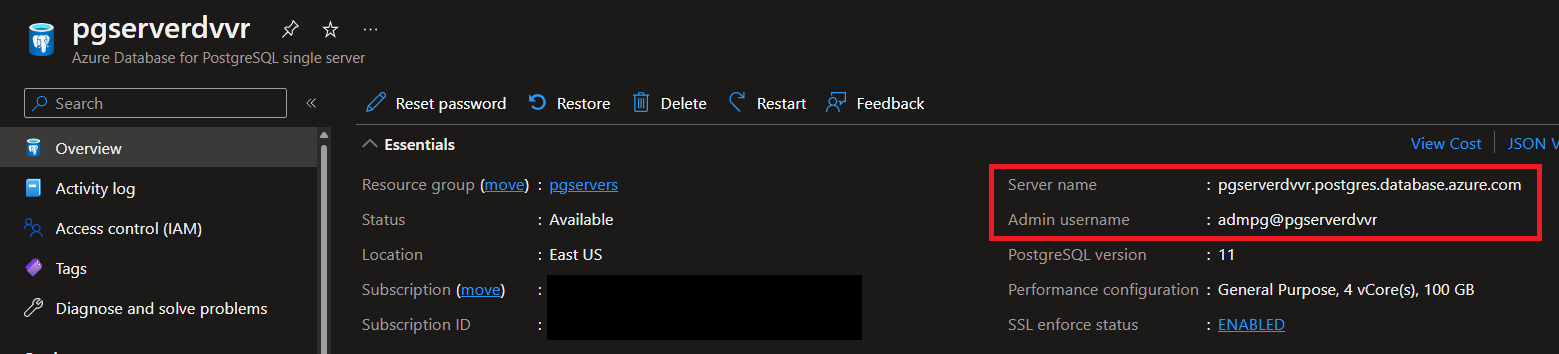 pgserverdvvr ...
Azure Database for PostgreSQL single server
Search «
Reset password Restore Delete Restart Feedback
Overview
Activity log
Access control (IAM)
Tags
Diagnose and solve problems
Essentials
View Cost JSON V
Resource group (move) : pgservers
Status : Available
Location : East US
Subscription (move) :
Subscription ID :
Server name : pgserverdvvr.postgres.database.azure.com
Admin username : admpg@pgserverdvvr
PostgreSQL version : 11
Performance configuration : General Purpose, 4 vCore(s), 100 GB
SSL enforce status : ENABLED